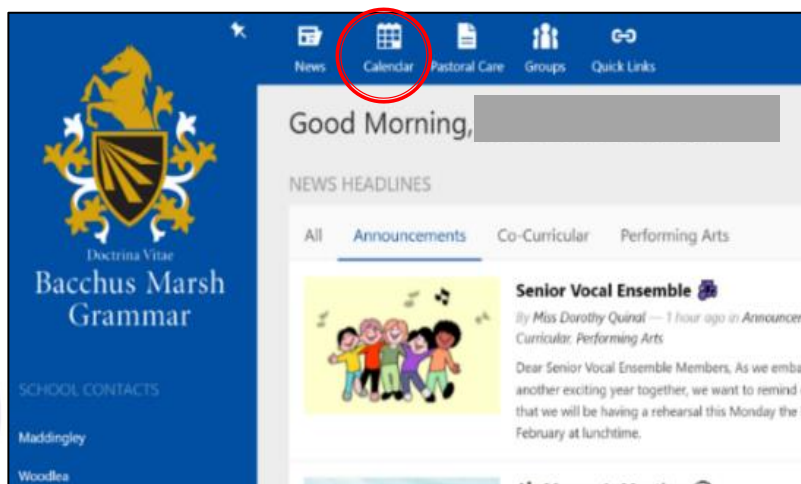 News Calendar Pastoral Care Groups Quick Links
Doctrina Vitae
Bacchus Marsh
Grammar
SCHOOL CONTACTS
Maddingley
Woodlea
Good Morning,
NEWS HEADLINES
All Announcements Co-Curricular Performing Arts
Senior Vocal Ensemble
By Miss Dorothy Quinal — 1 hour ago in
Curricular, Performing Arts
Dear Senior Vocal Ensemble Members, As we
another exciting year together, we want to remind
that we will be having a rehearsal this Monday the
February at lunchtime.